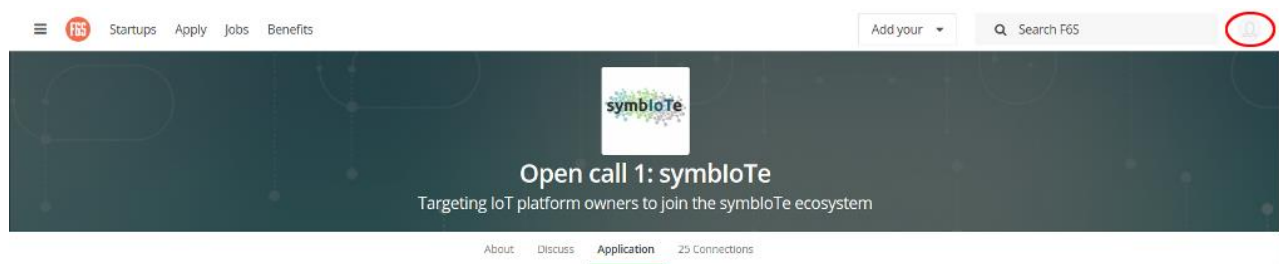 F6S Startups Apply Jobs Benefits Add your Search F6S
symbIoTe
Open call 1: symbIoTe
Targeting IoT platform owners to join the symbIoTe ecosystem
About Discuss Application 25 Connections